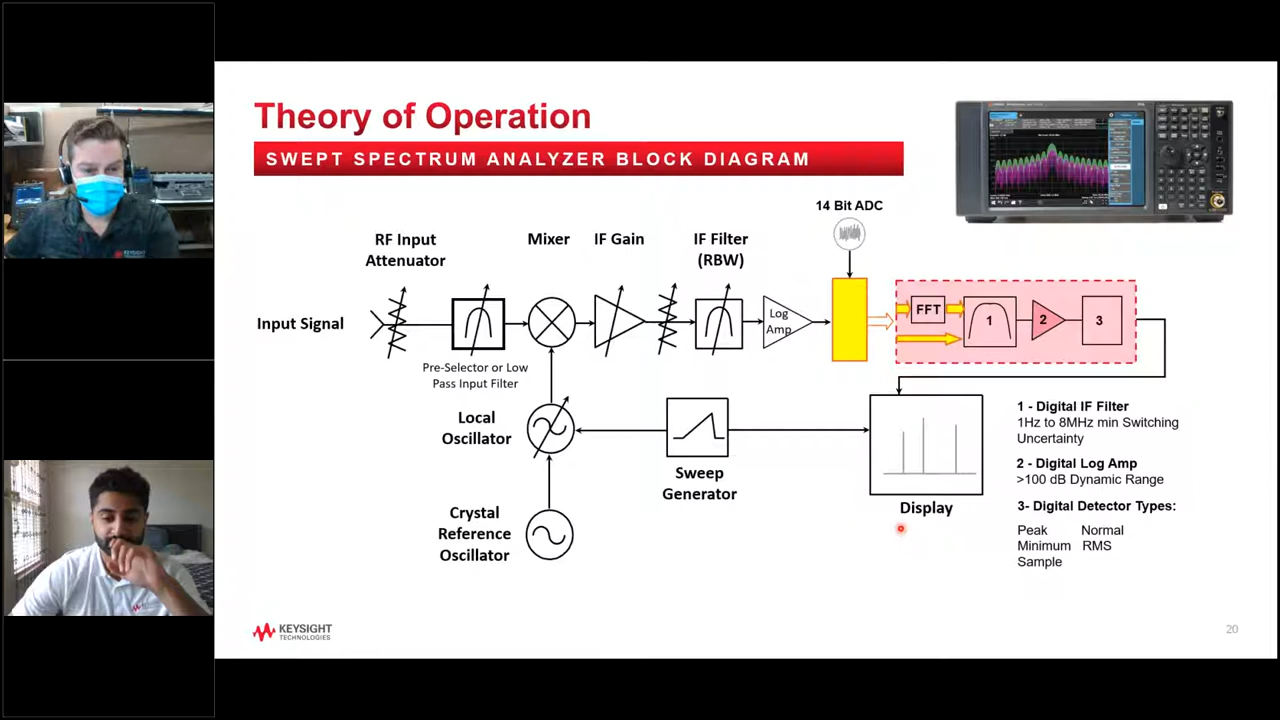 Theory of Operation
SWEPT SPECTRUM ANALYZER BLOCK DIAGRAM
14 Bit ADC
RF Input
Attenuator
Mixer
IF Gain
IF Filter
(RBW)
Input Signal
Log
Amp
FFT
1
2
3
Pre-Selector or Low
Pass Input Filter
Local
Oscillator
Sweep
Generator
Display
Crystal
Reference
Oscillator
1 - Digital IF Filter
1Hz to 8MHz min Switching
Uncertainty
2 - Digital Log Amp
>100 dB Dynamic Range
3- Digital Detector Types:
Peak Normal
Minimum RMS
Sample
KEYSIGHT
TECHNOLOGIES
20